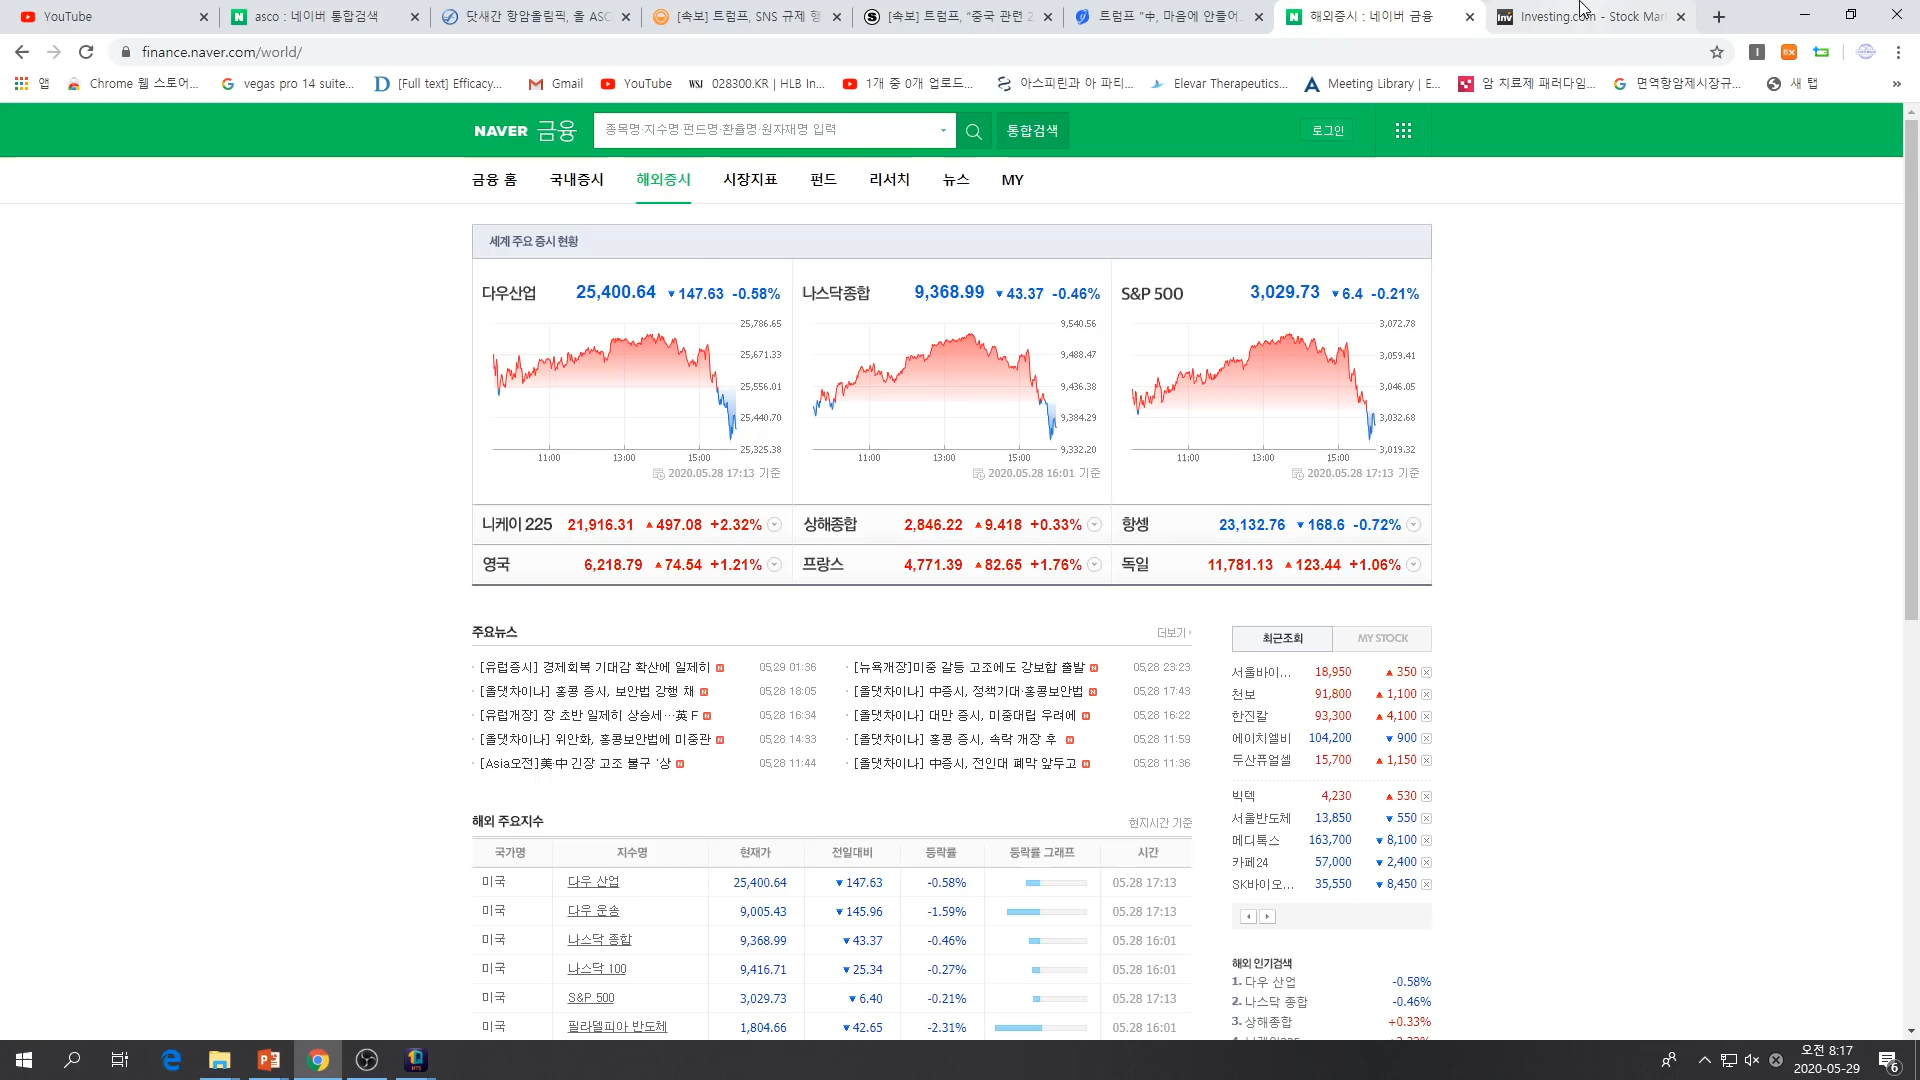 YouTube
asco : 네이버 통합검색
닷새간 항암올림픽, 올 ASC
[속보] 트럼프, SNS 규제 행
[속보] 트럼프, "중국 관련 2
트럼프 "中, 마음에 안들어..
해외증시 : 네이버 금융
Investing.com - Stock Mar
finance.naver.com/world/
앱
Chrome 웹 스토어...
vegas pro 14 suite...
[Full text] Efficacy...
Gmail
YouTube
028300.KR | HLB In...
1개 중 0개 업로드...
아스피린과 아 파티...
Elevar Therapeutics...
Meeting Library | E...
암 치료제 패러다임...
면역항암제시장규...
새 탭
NAVER 금융
종목명·지수명·펀드명·환율명·원자재명 입력
통합검색
로그인
금융 홈 국내증시 해외증시 시장지표 펀드 리서치 뉴스 MY
세계 주요 증시 현황
다우산업 25,400.64 ▼147.63 -0.58%
25,786.65
25,671.33
25,556.01
25,440.70
25,325.38
11:00 13:00 15:00
2020.05.28 17:13 기준
나스닥종합 9,368.99 ▼43.37 -0.46%
9,540.56
9,488.47
9,436.38
9,384.29
9,332.20
11:00 13:00 15:00
2020.05.28 16:01 기준
S&P 500 3,029.73 ▼6.4 -0.21%
3,072.78
3,059.41
3,046.05
3,032.68
3,019.32
11:00 13:00 15:00
2020.05.28 17:13 기준
니케이 225 21,916.31 ▲497.08 +2.32%
상해종합 2,846.22 ▲9.418 +0.33%
항셍 23,132.76 ▼168.6 -0.72%
영국 6,218.79 ▲74.54 +1.21%
프랑스 4,771.39 ▲82.65 +1.76%
독일 11,781.13 ▲123.44 +1.06%
주요뉴스 더보기
[유럽증시] 경제회복 기대감 확산에 일제히 05.29 01:36
[올댓차이나] 홍콩 증시, 보안법 강행 채 05.28 18:05
[유럽개장] 장 초반 일제히 상승세…英 F 05.28 16:34
[올댓차이나] 위안화, 홍콩보안법에 미중관 05.28 14:33
[Asia오전]美·中 긴장 고조 불구 '상 05.28 11:44
[뉴욕개장]미중 갈등 고조에도 강보합 출발 05.28 23:23
[올댓차이나] 中증시, 정책기대·홍콩보안법 05.28 17:43
[올댓차이나] 대만 증시, 미중대립 우려에 05.28 16:22
[올댓차이나] 홍콩 증시, 속락 개장 후 05.28 11:59
[올댓차이나] 中증시, 전인대 폐막 앞두고 05.28 11:36
최근조회 MY STOCK
서울바이... 18,950 ▲350
천보 91,800 ▲1,100
한진칼 93,300 ▲4,100
에이치엘비 104,200 ▼900
두산퓨얼셀 15,700 ▲1,150
빅텍 4,230 ▲530
서울반도체 13,850 ▼550
메디톡스 163,700 ▼8,100
카페24 57,000 ▼2,400
SK바이오... 35,550 ▼8,450
해외 주요지수 현지시간 기준
국가명 지수명 현재가 전일대비 등락률 등락률 그래프 시간
미국 다우 산업 25,400.64 ▼147.63 -0.58% 05.28 17:13
미국 다우 운송 9,005.43 ▼145.96 -1.59% 05.28 17:13
미국 나스닥 종합 9,368.99 ▼43.37 -0.46% 05.28 16:01
미국 나스닥 100 9,416.71 ▼25.34 -0.27% 05.28 16:01
미국 S&P 500 3,029.73 ▼6.40 -0.21% 05.28 17:13
미국 필라델피아 반도체 1,804.66 ▼42.65 -2.31% 05.28 16:01
해외 인기검색
1. 다우 산업 -0.58%
2. 나스닥 종합 -0.46%
3. 상해종합 +0.33%
오전 8:17
2020-05-29
6